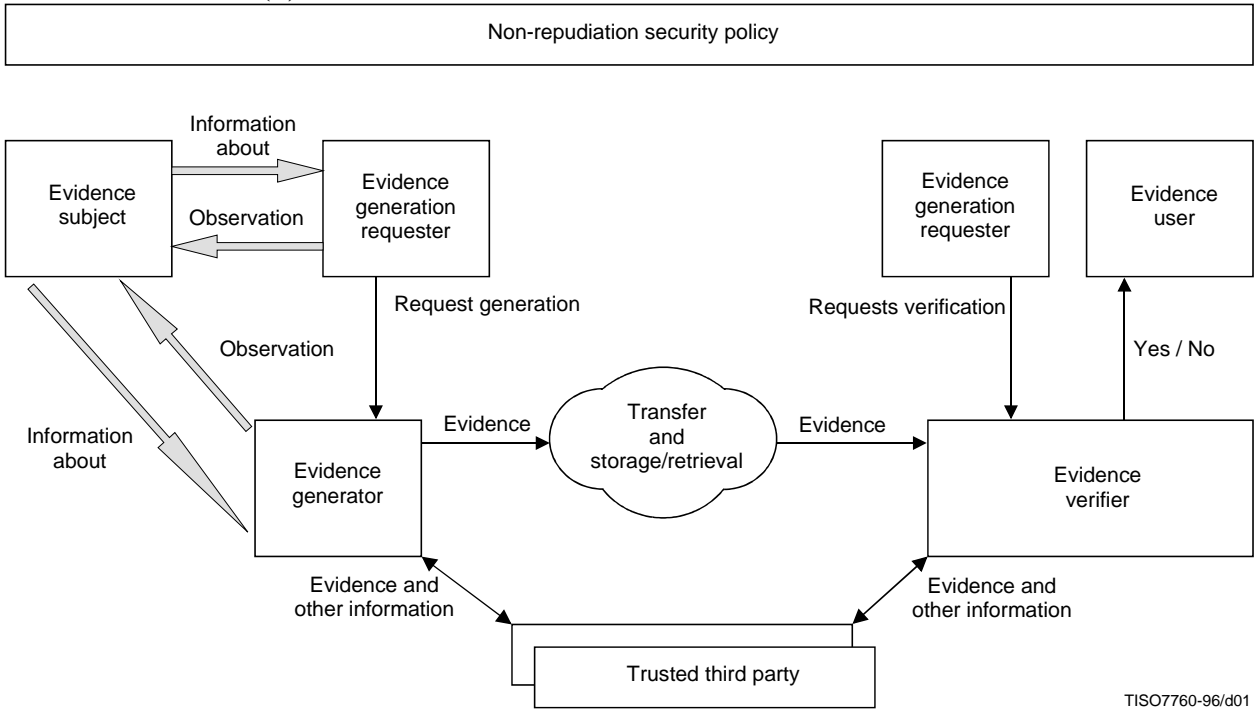 Non-repudiation security policy
Information
about
Evidence
subject
Observation
Evidence
generation
requester
Evidence
generation
requester
Evidence
user
Request generation
Requests verification
Observation
Yes / No
Information
about
Evidence
generator
Evidence
Transfer
and
storage/retrieval
Evidence
Evidence
verifier
Evidence and
other information
Evidence and
other information
Trusted third party
TISO7760-96/d01